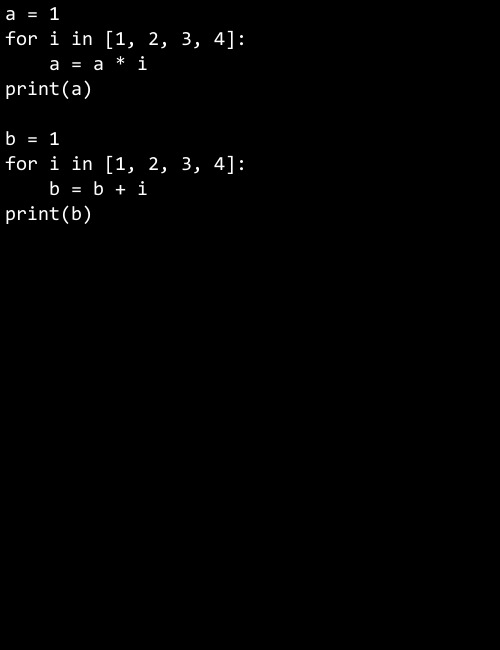 a = 1
for i in [1, 2, 3, 4]:
    a = a * i
print(a)

b = 1
for i in [1, 2, 3, 4]:
    b = b + i
print(b)